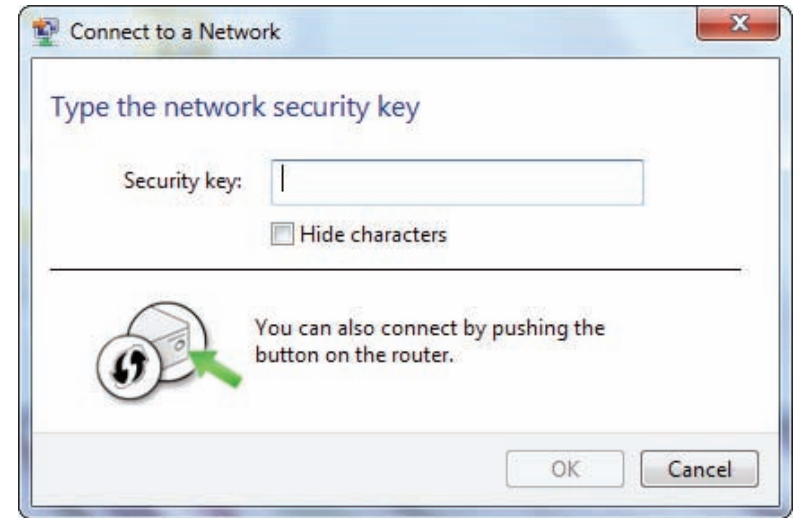 Connect to a Network
X
Type the network security key
Security key:
Hide characters
You can also connect by pushing the
button on the router.
OK
Cancel